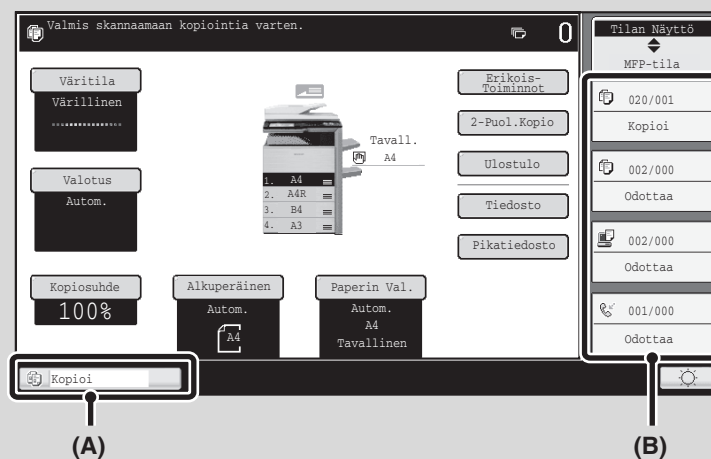 Valmis skannaamaan kopiointia varten.
0
Väritila
Värillinen
Valotus
Autom.
Kopiosuhde
100%
Alkuperäinen
Autom.
A4
Paperin Val.
Autom.
A4
Tavallinen
Tavall.
A4
1. A4
2. A4R
3. B4
4. A3
Erikois-
Toiminnot
2-Puol.Kopio
Ulostulo
Tiedosto
Pikatiedosto
Tilan Näyttö
MFP-tila
020/001
Kopioi
002/000
Odottaa
002/000
Odottaa
001/000
Odottaa
Kopioi
(A)
(B)